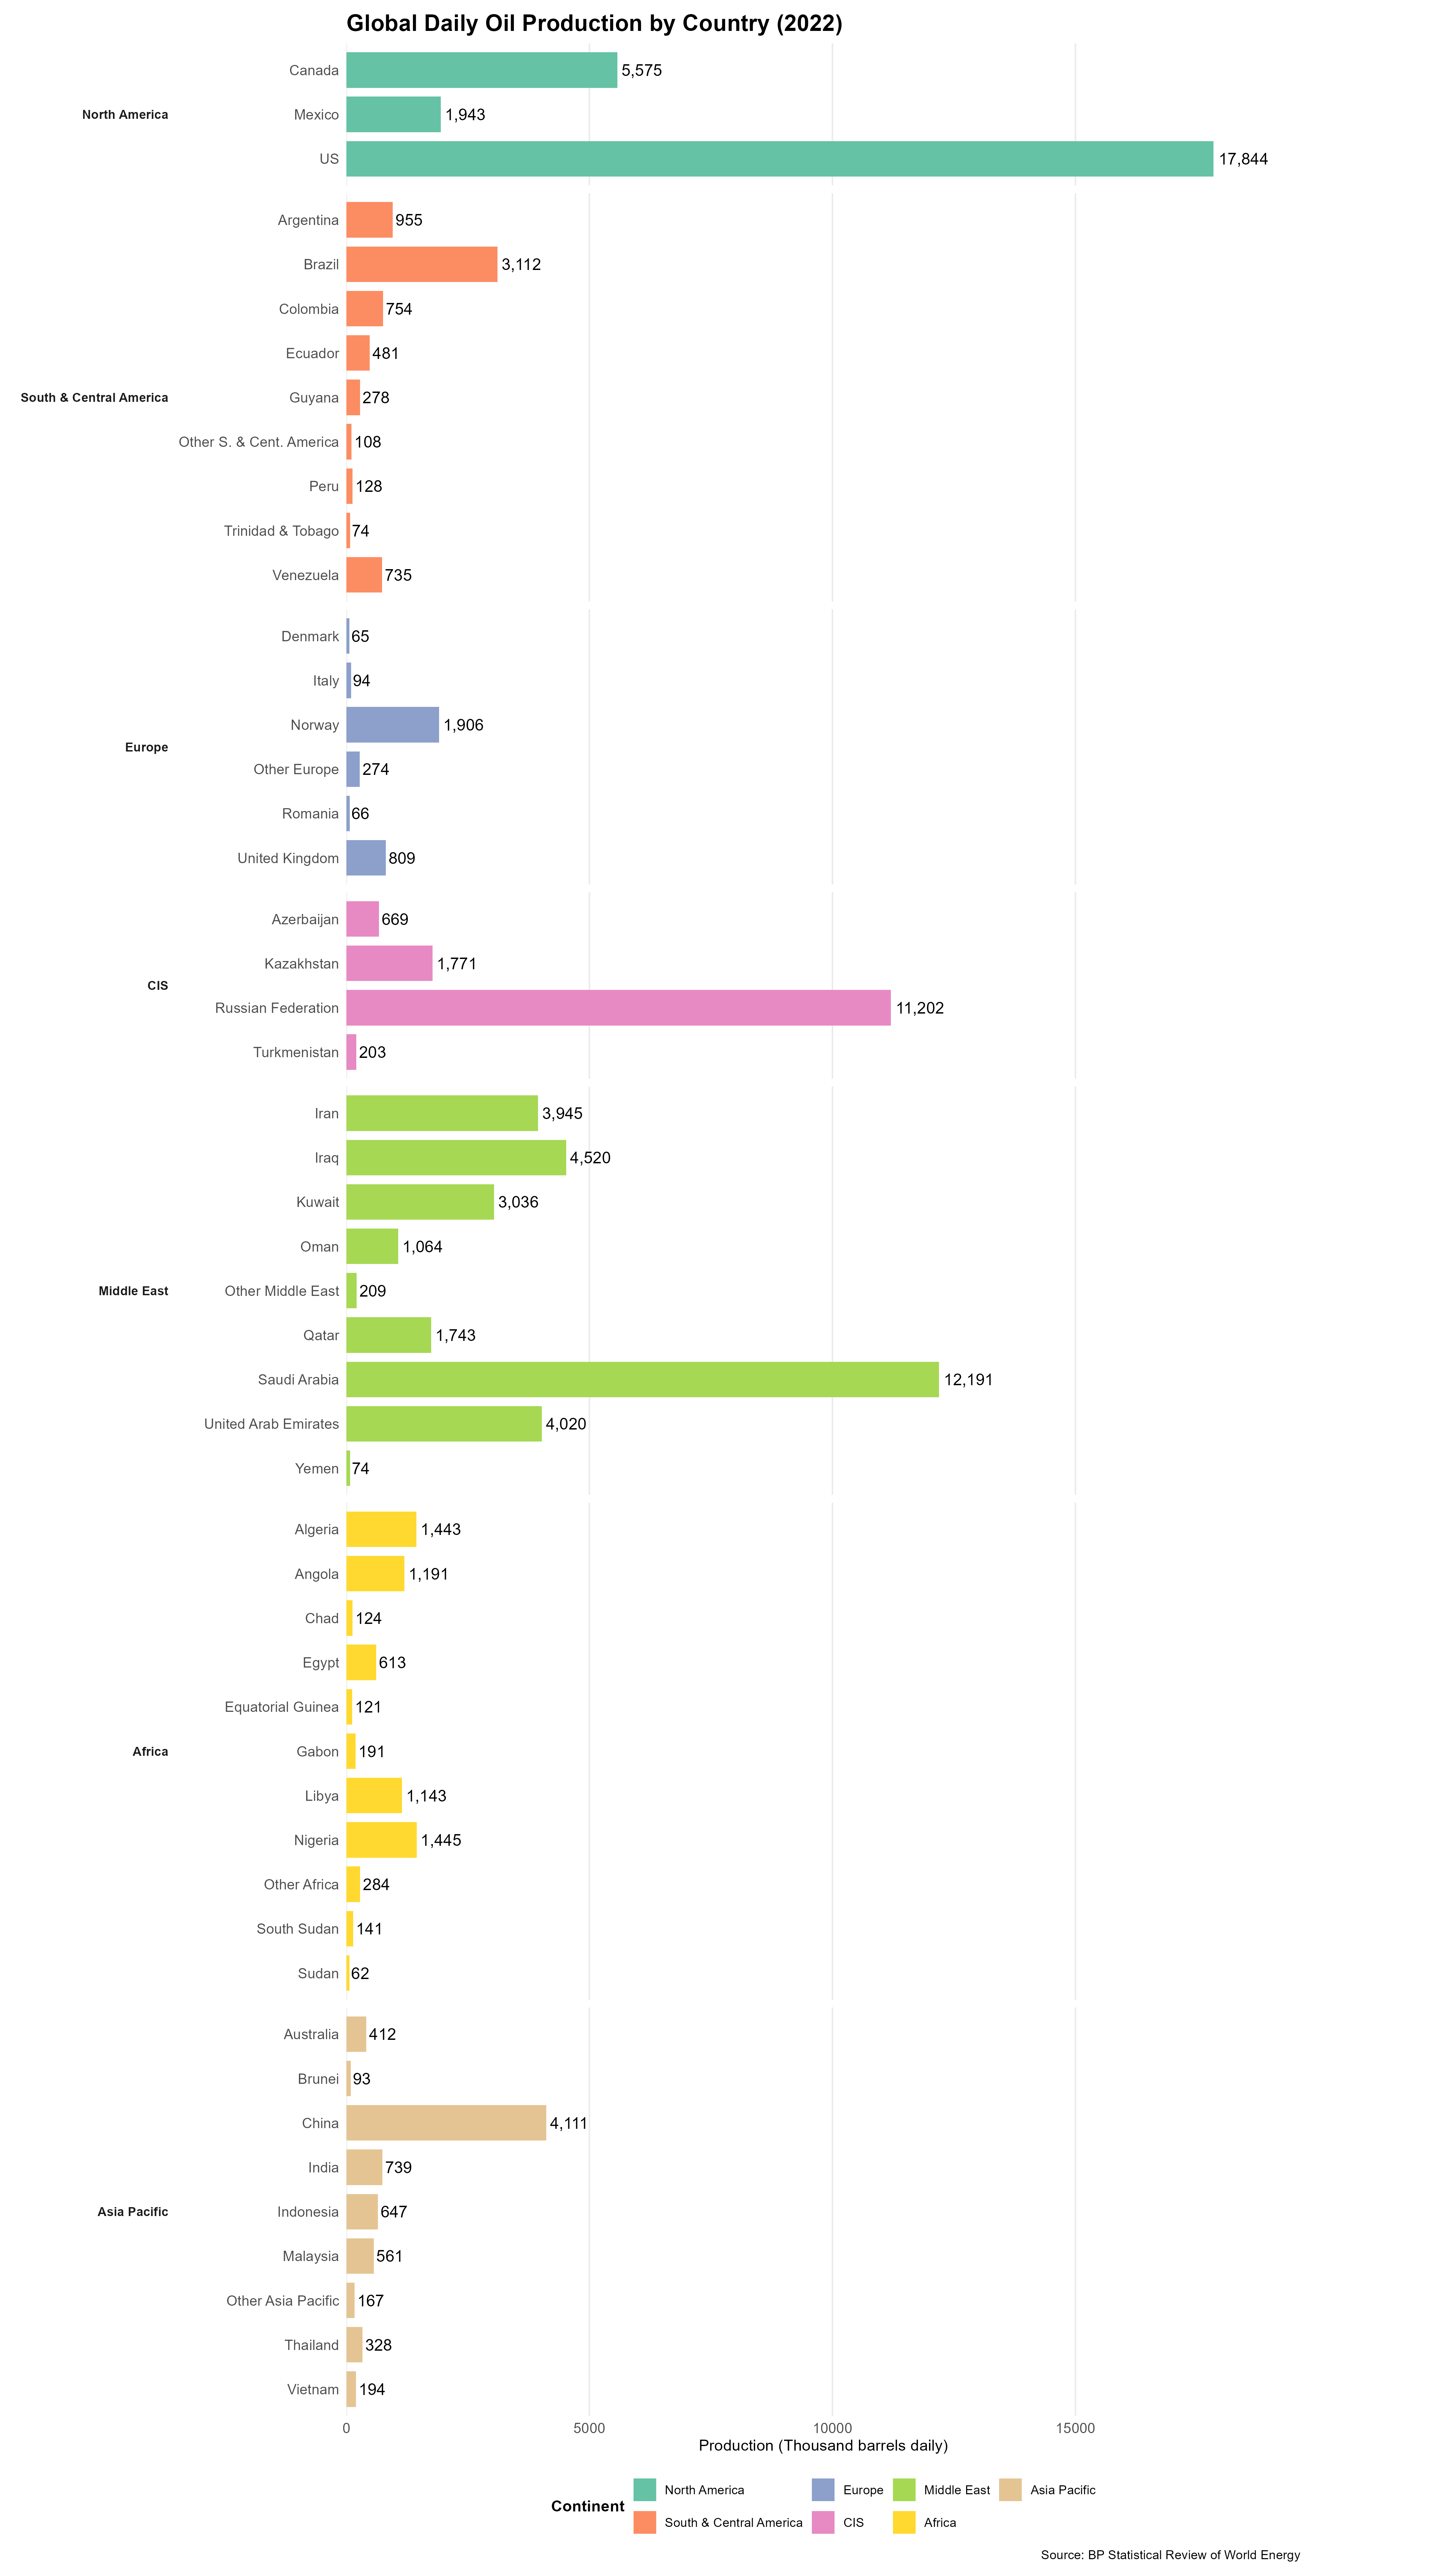 Global Daily Oil Production by Country (2022)
North America
Canada 5,575
Mexico 1,943
US 17,844
South & Central America
Argentina 955
Brazil 3,112
Colombia 754
Ecuador 481
Guyana 278
Other S. & Cent. America 108
Peru 128
Trinidad & Tobago 74
Venezuela 735
Europe
Denmark 65
Italy 94
Norway 1,906
Other Europe 274
Romania 66
United Kingdom 809
CIS
Azerbaijan 669
Kazakhstan 1,771
Russian Federation 11,202
Turkmenistan 203
Middle East
Iran 3,945
Iraq 4,520
Kuwait 3,036
Oman 1,064
Other Middle East 209
Qatar 1,743
Saudi Arabia 12,191
United Arab Emirates 4,020
Yemen 74
Africa
Algeria 1,443
Angola 1,191
Chad 124
Egypt 613
Equatorial Guinea 121
Gabon 191
Libya 1,143
Nigeria 1,445
Other Africa 284
South Sudan 141
Sudan 62
Asia Pacific
Australia 412
Brunei 93
China 4,111
India 739
Indonesia 647
Malaysia 561
Other Asia Pacific 167
Thailand 328
Vietnam 194
0 5000 10000 15000
Production (Thousand barrels daily)
Continent
North America Europe Middle East Asia Pacific
South & Central America CIS Africa
Source: BP Statistical Review of World Energy